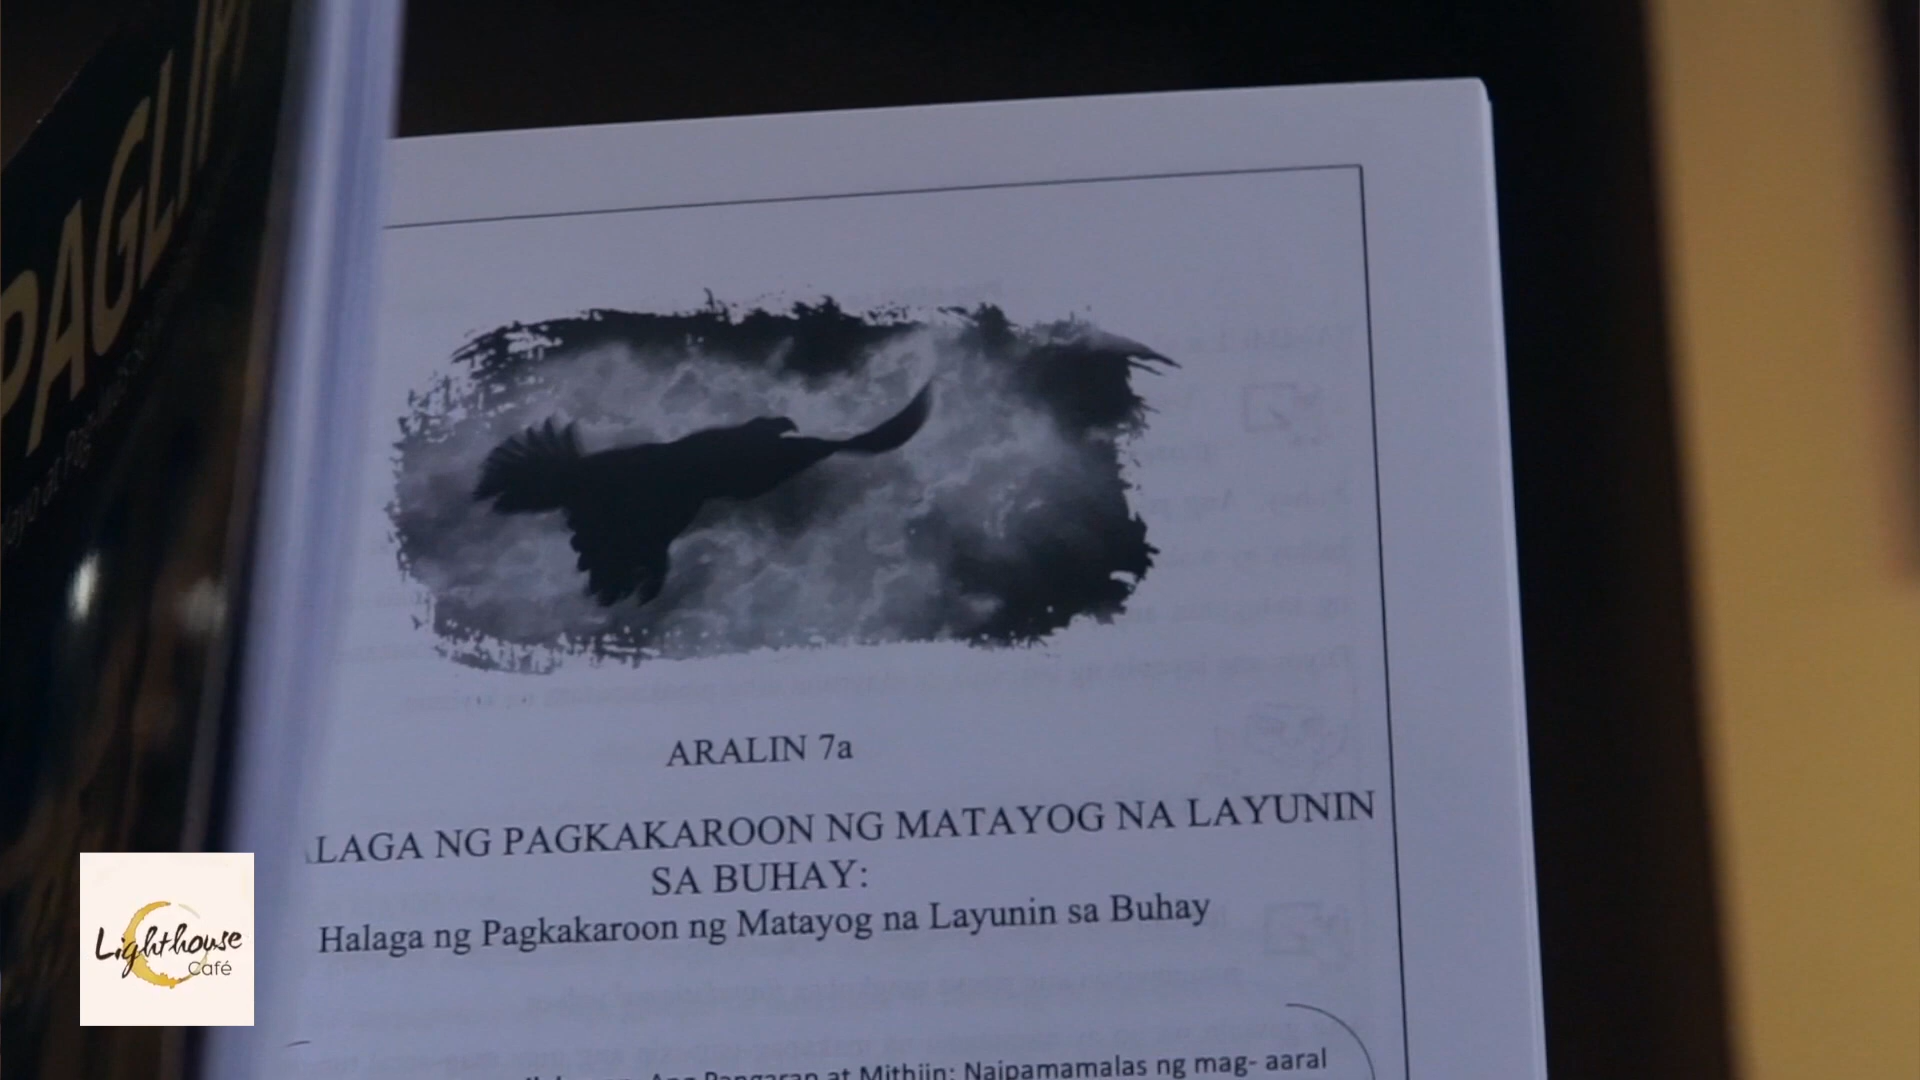 PAGLIN
ARALIN 7a
LAGA NG PAGKAKAROON NG MATAYOG NA LAYUNIN
SA BUHAY:
Halaga ng Pagkakaroon ng Matayog na Layunin sa Buhay
Ang Pangarap at Mithiin: Naipamamalas ng mag- aaral
Lighthouse
Café